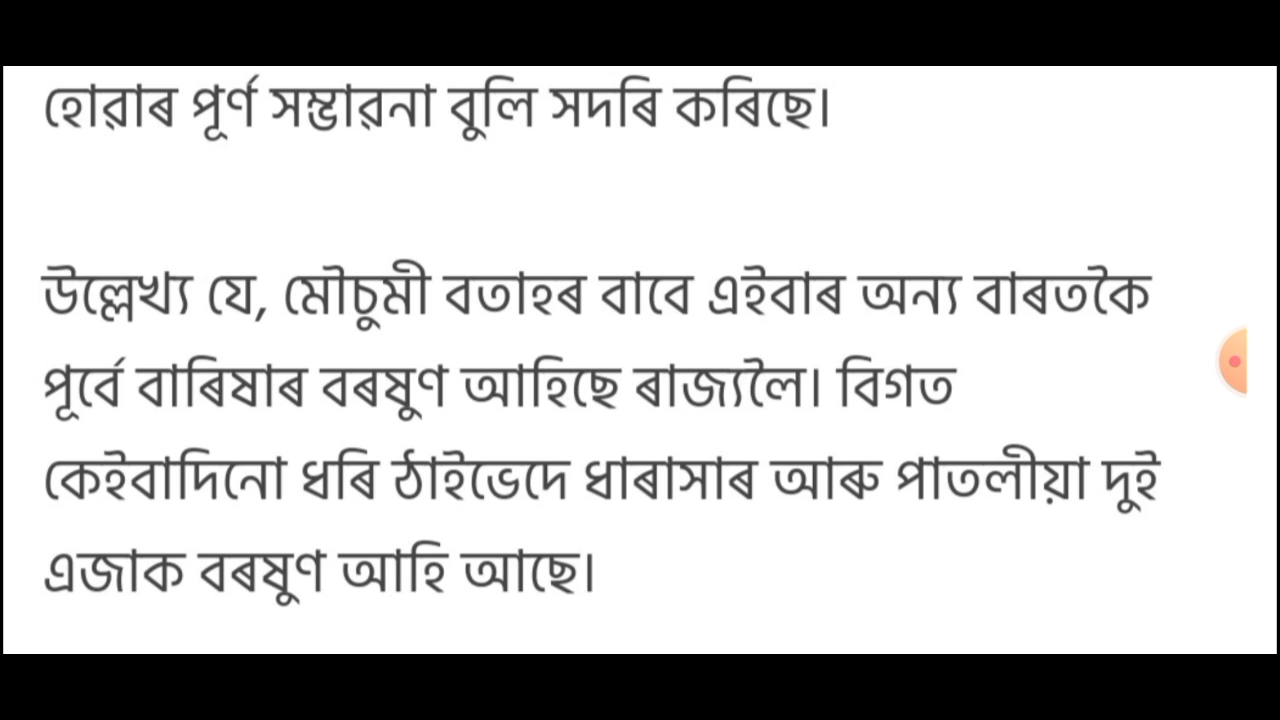 হোৱাৰ পূৰ্ণ সম্ভাৱনা বুলি সদৰি কৰিছে।
উল্লেখ্য যে, মৌচুমী বতাহৰ বাবে এইবাৰ অন্য বাৰতকৈ
পূৰ্বে বাৰিষাৰ বৰষুণ আহিছে ৰাজ্যলৈ। বিগত
কেইবাদিনো ধৰি ঠাইভেদে ধাৰাসাৰ আৰু পাতলীয়া দুই
এজাক বৰষুণ আহি আছে।